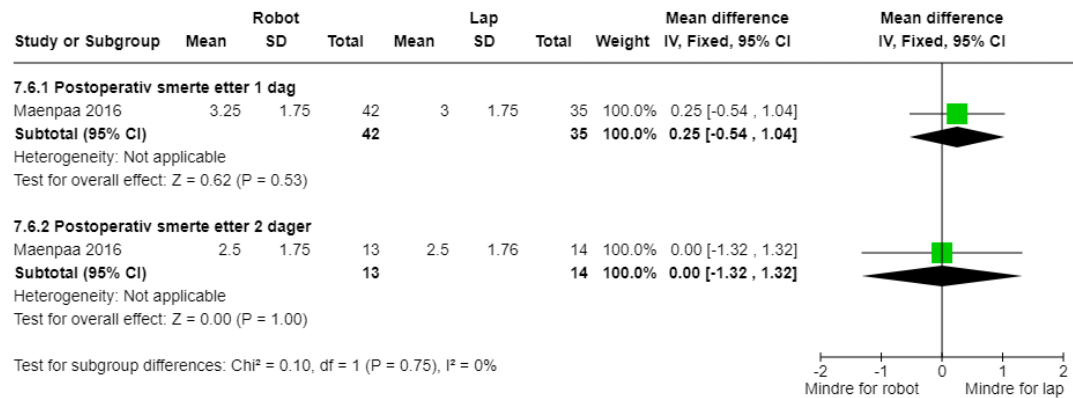 Robot Lap Mean difference Mean difference
Study or Subgroup Mean SD Total Mean SD Total Weight IV, Fixed, 95% CI IV, Fixed, 95% CI
7.6.1 Postoperativ smerte etter 1 dag
Maenpaa 2016 3.25 1.75 42 3 1.75 35 100.0% 0.25 [-0.54 , 1.04]
Subtotal (95% CI) 42 35 100.0% 0.25 [-0.54 , 1.04]
Heterogeneity: Not applicable
Test for overall effect: Z = 0.62 (P = 0.53)
7.6.2 Postoperativ smerte etter 2 dager
Maenpaa 2016 2.5 1.75 13 2.5 1.76 14 100.0% 0.00 [-1.32 , 1.32]
Subtotal (95% CI) 13 14 100.0% 0.00 [-1.32 , 1.32]
Heterogeneity: Not applicable
Test for overall effect: Z = 0.00 (P = 1.00)
Test for subgroup differences: Chi² = 0.10, df = 1 (P = 0.75), I² = 0%
-2 -1 0 1 2
Mindre for robot Mindre for lap